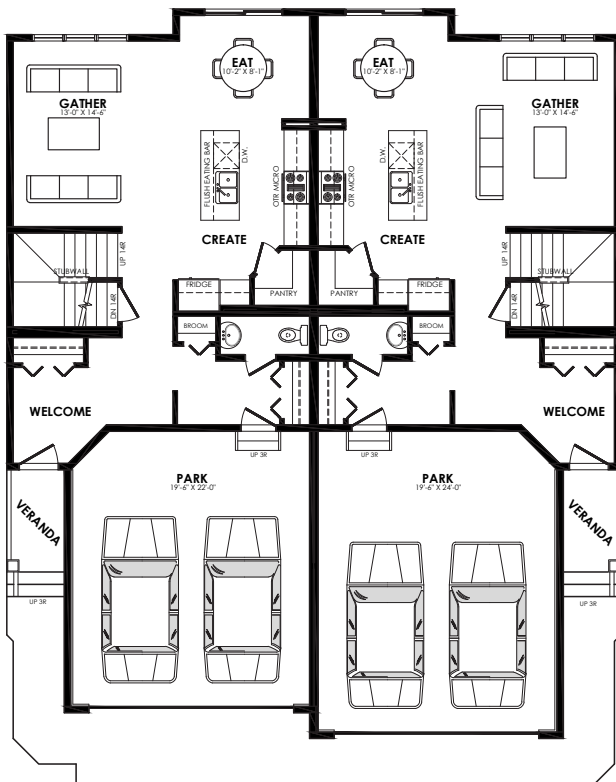 EAT
10'-2" X 8'-1"
EAT
10'-2" X 8'-1"
GATHER
13'-0" X 14'-6"
GATHER
13'-0" X 14'-6"
FLUSH EATING BAR
D.W.
OTR MICRO
OTR MICRO
D.W.
FLUSH EATING BAR
CREATE
CREATE
UP 14R
STUBWALL
DN 14R
UP 14R
STUBWALL
DN 14R
FRIDGE
PANTRY
PANTRY
FRIDGE
BROOM
BROOM
WELCOME
WELCOME
UP 3R
UP 3R
PARK
19'-6" X 22'-0"
PARK
19'-6" X 24'-0"
VERANDA
VERANDA
UP 3R
UP 3R